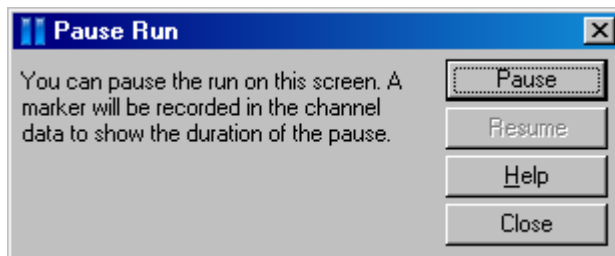 Pause Run
You can pause the run on this screen. A
marker will be recorded in the channel
data to show the duration of the pause.
Pause
Resume
Help
Close